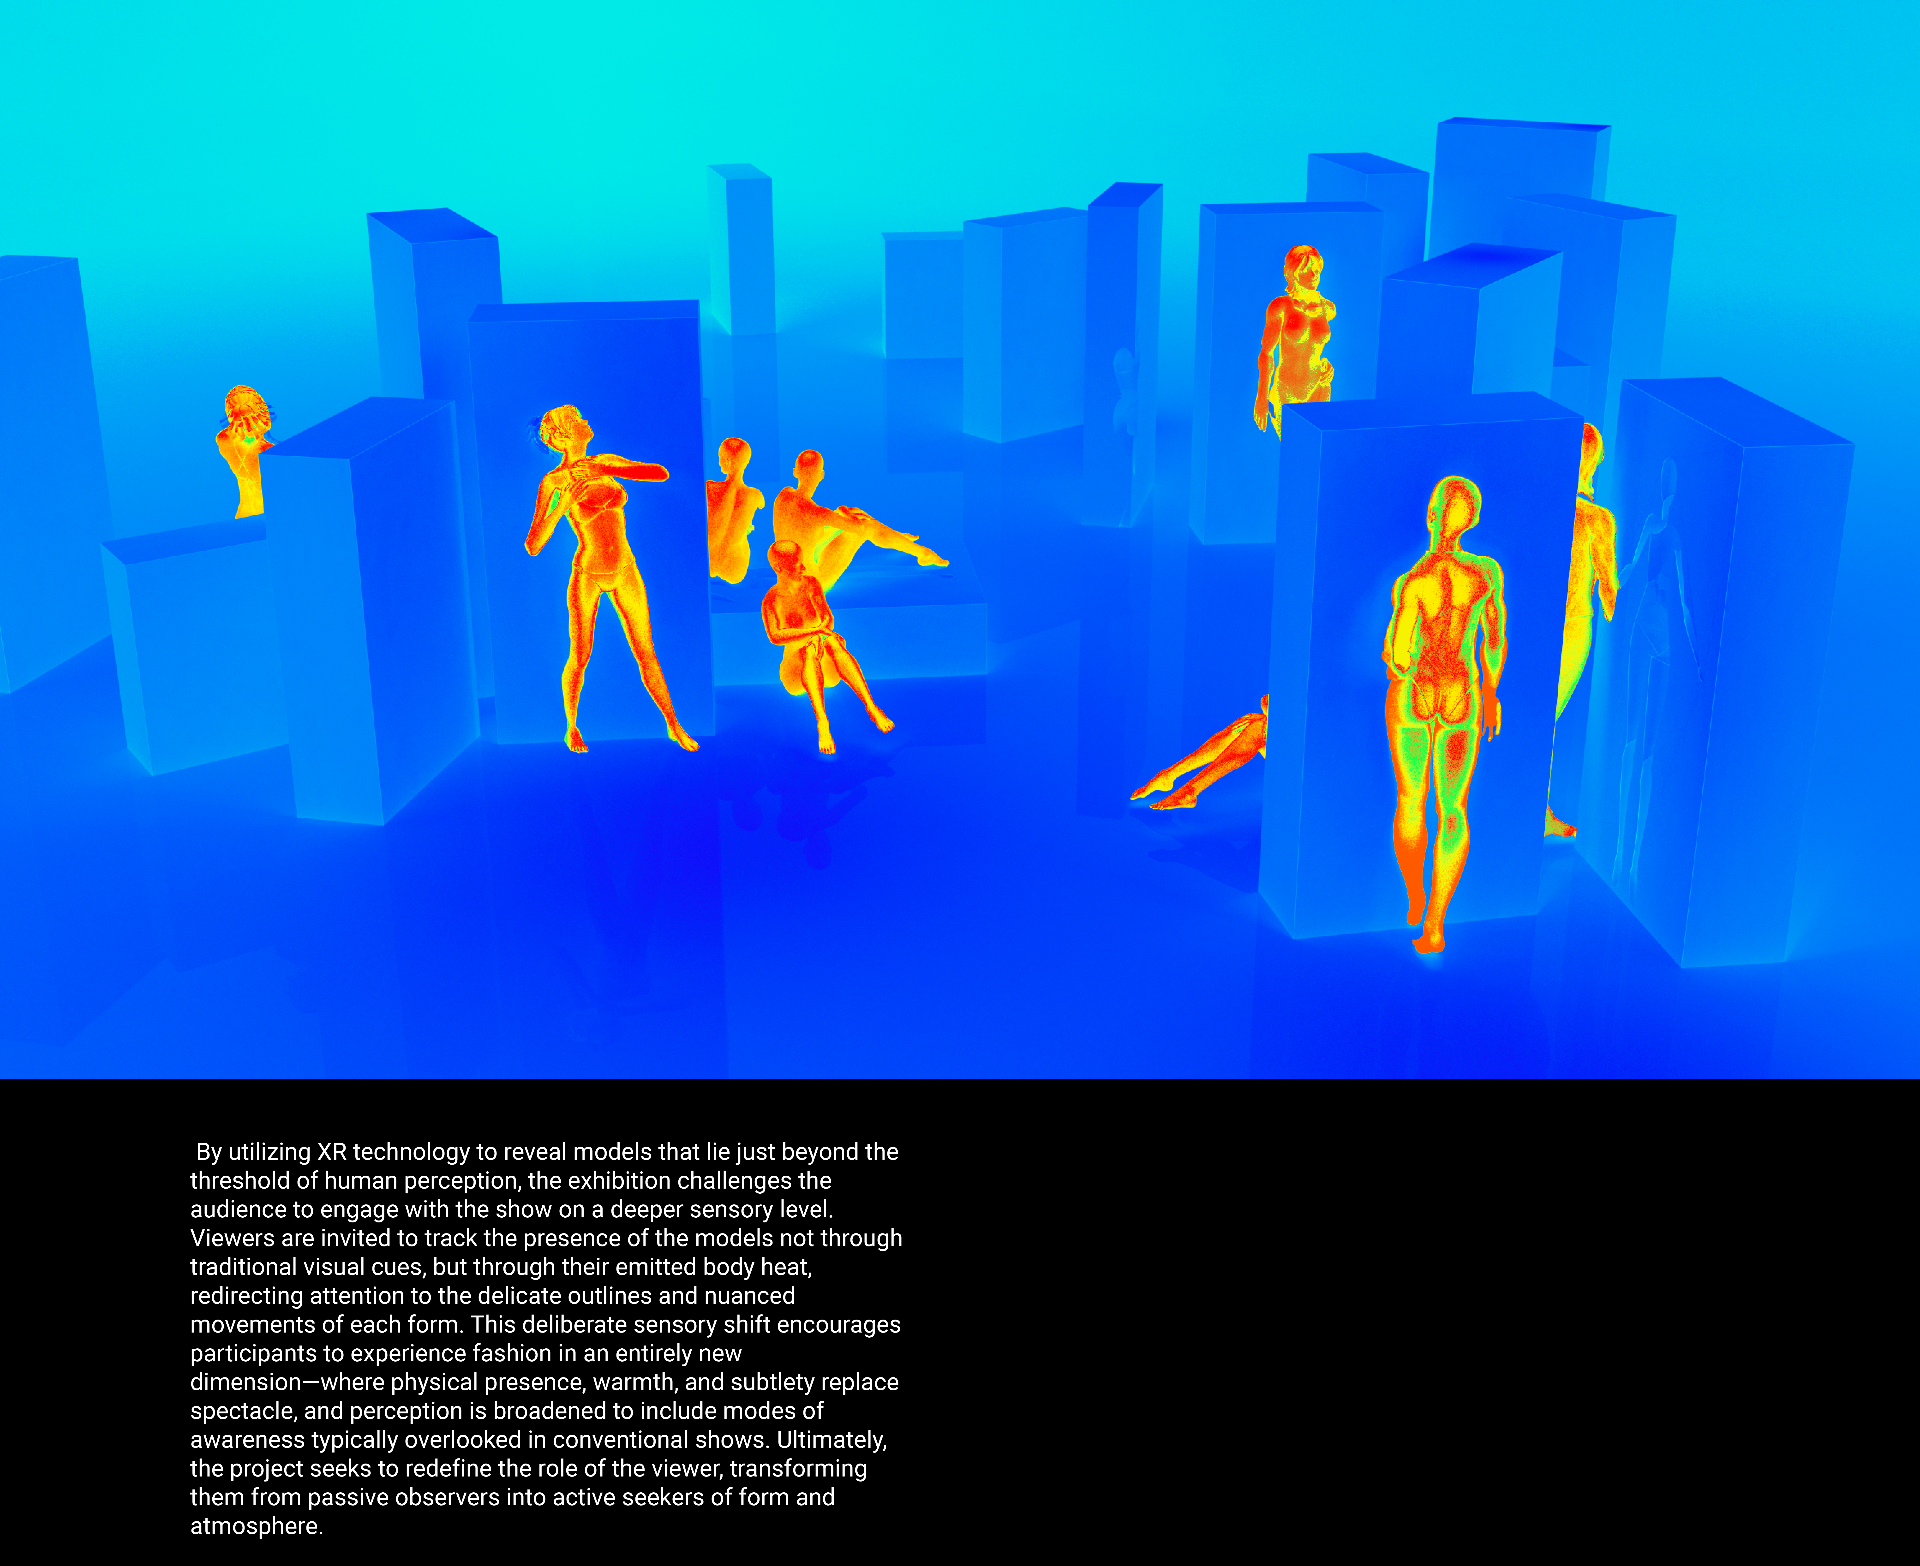 By utilizing XR technology to reveal models that lie just beyond the
threshold of human perception, the exhibition challenges the
audience to engage with the show on a deeper sensory level.
Viewers are invited to track the presence of the models not through
traditional visual cues, but through their emitted body heat,
redirecting attention to the delicate outlines and nuanced
movements of each form. This deliberate sensory shift encourages
participants to experience fashion in an entirely new
dimension—where physical presence, warmth, and subtlety replace
spectacle, and perception is broadened to include modes of
awareness typically overlooked in conventional shows. Ultimately,
the project seeks to redefine the role of the viewer, transforming
them from passive observers into active seekers of form and
atmosphere.